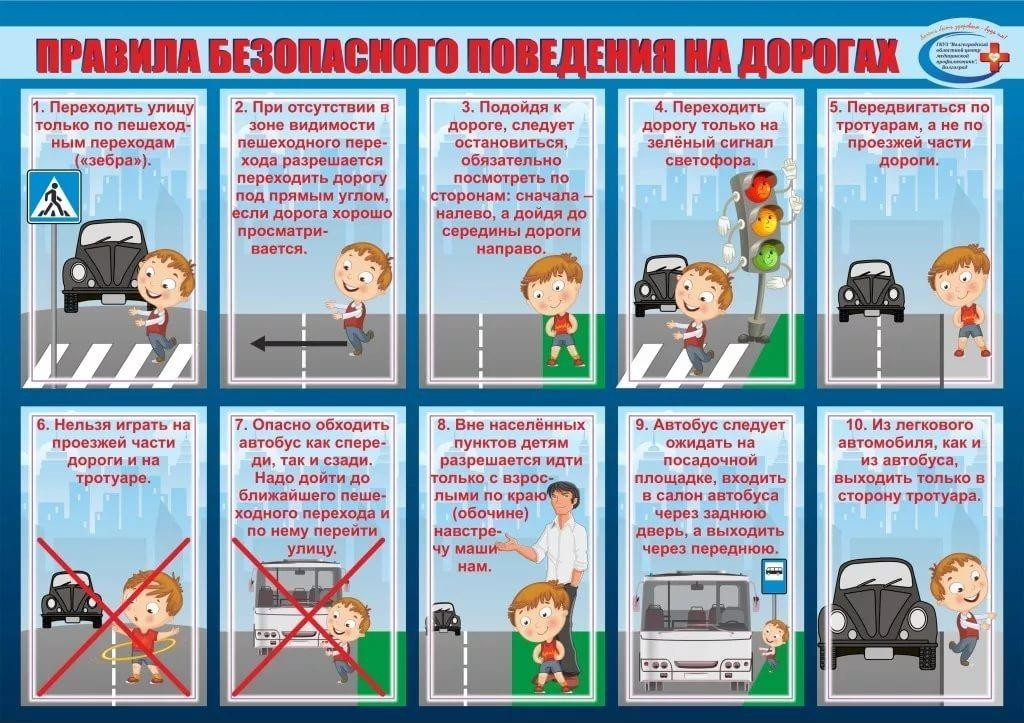 ПРАВИЛА БЕЗОПАСНОГО ПОВЕДЕНИЯ НА ДОРОГАХ
ГКУЗ "Волгоградский
областной центр
медицинской
профилактики",
Волгоград
1. Переходить улицу
только по пешеход-
ным переходам
(«зебра»).
2. При отсутствии в
зоне видимости
пешеходного пере-
хода разрешается
переходить дорогу
под прямым углом,
если дорога хорошо
просматри-
вается.
3. Подойдя к
дороге, следует
остановиться,
обязательно
посмотреть по
сторонам: сначала –
налево, а дойдя до
середины дороги
направо.
4. Переходить
дорогу только на
зелёный сигнал
светофора.
5. Передвигаться по
тротуарам, а не по
проезжей части
дороги.
6. Нельзя играть на
проезжей части
дороги и на
тротуаре.
7. Опасно обходить
автобус как спере-
ди, так и сзади.
Надо дойти до
ближайшего пеше-
ходного перехода и
по нему перейти
улицу.
8. Вне населённых
пунктов детям
разрешается идти
только с взрос-
лыми по краю
(обочине)
навстре-
чу маши
нам.
9. Автобус следует
ожидать на
посадочной
площадке, входить
в салон автобуса
через заднюю
дверь, а выходить
через переднюю.
10. Из легкового
автомобиля, как и
из автобуса,
выходить только в
сторону тротуара.